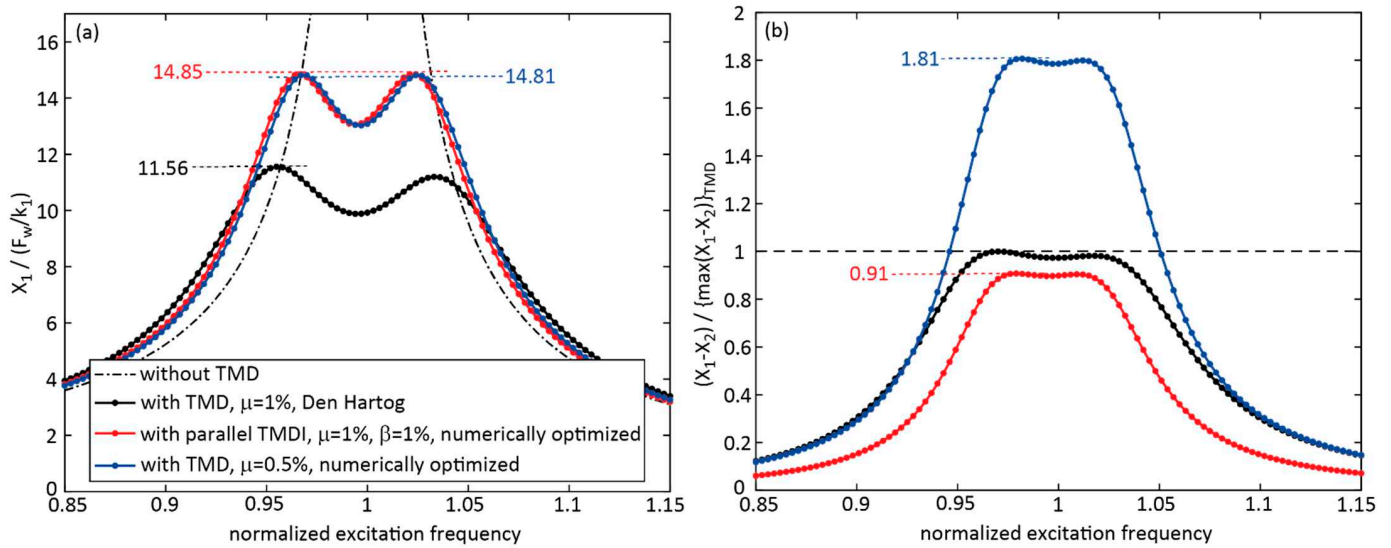 (a)
16
14
12
10
8
6
4
2
0
14.85
14.81
11.56
without TMD
with TMD, μ=1%, Den Hartog
with parallel TMDI, μ=1%, β=1%, numerically optimized
with TMD, μ=0.5%, numerically optimized
0.85 0.9 0.95 1 1.05 1.1 1.15
normalized excitation frequency
X₁ / (F_w/k₁)
(b)
2
1.8
1.6
1.4
1.2
1
0.8
0.6
0.4
0.2
0
1.81
0.91
0.85 0.9 0.95 1 1.05 1.1 1.15
normalized excitation frequency
(X₁-X₂) / {max(X₁-X₂)}_TMD